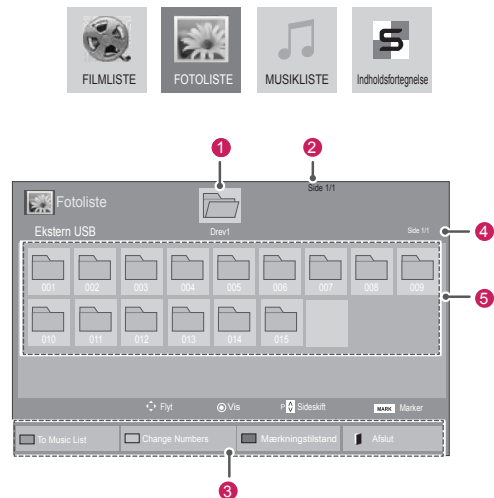 FILMLISTE FOTOLISTE MUSIKLISTE Indholdsfortegnelse
1 2
Side 1/1
Fotoliste
Ekstern USB Drev1 Side 1/1 4
001 002 003 004 005 006 007 008 009
5
010 011 012 013 014 015
Flyt Vis P Sideskift MARK Marker
To Music List Change Numbers Mærkningstilstand Afslut
3